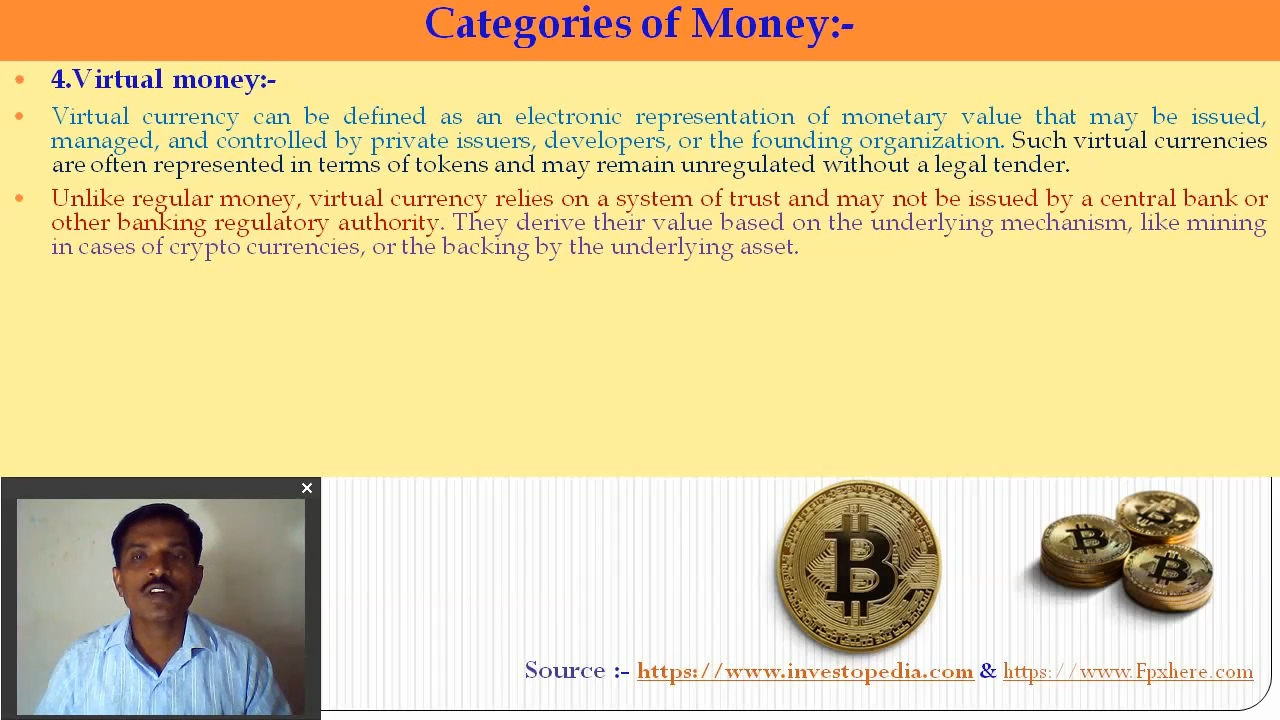 Categories of Money:-
4.Virtual money:-
Virtual currency can be defined as an electronic representation of monetary value that may be issued,
managed, and controlled by private issuers, developers, or the founding organization. Such virtual currencies
are often represented in terms of tokens and may remain unregulated without a legal tender.
Unlike regular money, virtual currency relies on a system of trust and may not be issued by a central bank or
other banking regulatory authority. They derive their value based on the underlying mechanism, like mining
in cases of crypto currencies, or the backing by the underlying asset.
Source :- https://www.investopedia.com & https://www.Fpxhere.com